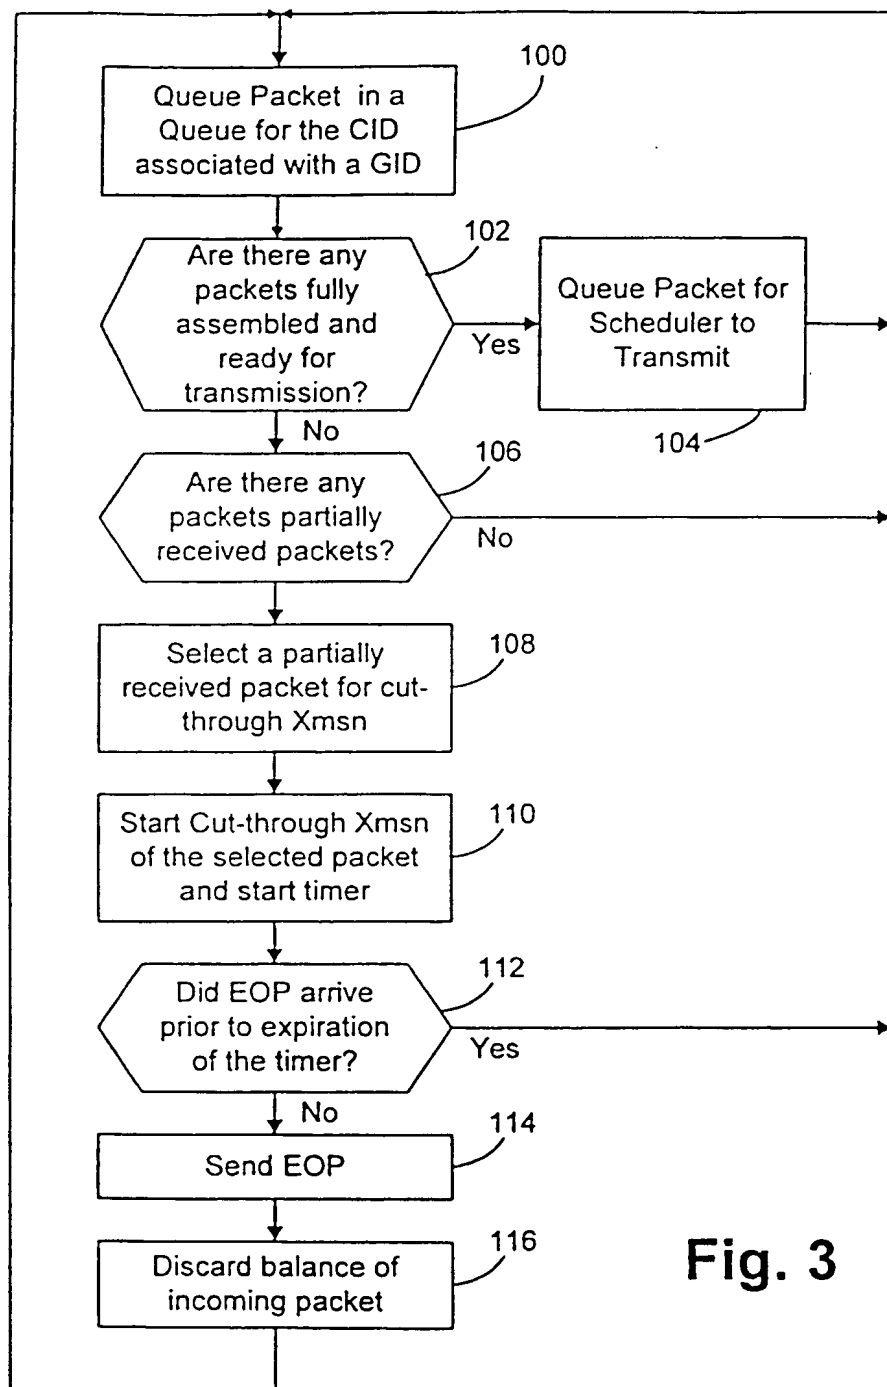 100
Queue Packet in a
Queue for the CID
associated with a GID
102
Are there any
packets fully
assembled and
ready for
transmission?
Yes
Queue Packet for
Scheduler to
Transmit
104
No
106
Are there any
packets partially
received packets?
No
108
Select a partially
received packet for cut-
through Xmsn
110
Start Cut-through Xmsn
of the selected packet
and start timer
112
Did EOP arrive
prior to expiration
of the timer?
Yes
No
114
Send EOP
116
Discard balance of
incoming packet
Fig. 3